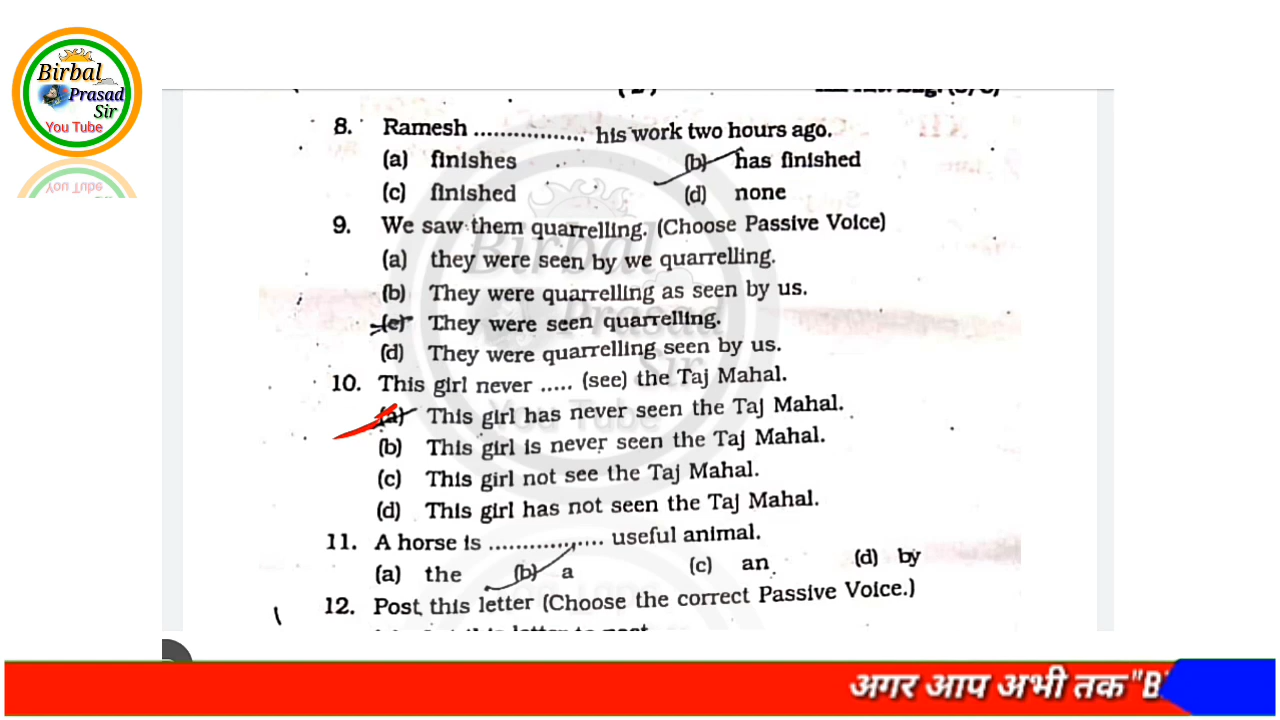 Birbal
Prasad
Sir
You Tube
8. Ramesh ................. his work two hours ago.
(a) finishes (b) has finished
(c) finished (d) none
9. We saw them quarrelling. (Choose Passive Voice)
(a) they were seen by we quarrelling.
(b) They were quarrelling as seen by us.
(c) They were seen quarrelling.
(d) They were quarrelling seen by us.
10. This girl never ..... (see) the Taj Mahal.
(a) This girl has never seen the Taj Mahal.
(b) This girl is never seen the Taj Mahal.
(c) This girl not see the Taj Mahal.
(d) This girl has not seen the Taj Mahal.
11. A horse is .................. useful animal.
(a) the (b) a (c) an (d) by
12. Post this letter (Choose the correct Passive Voice.)
अगर आप अभी तक "B